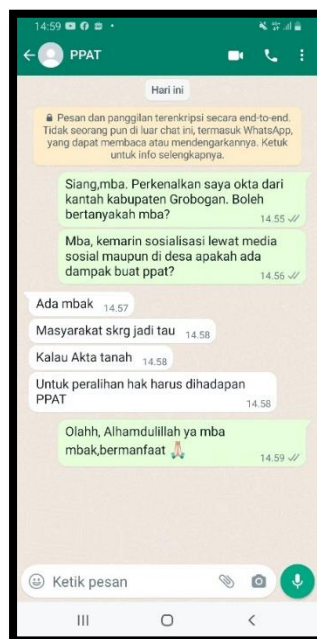 14:59
PPAT
Hari ini
Pesan dan panggilan terenkripsi secara end-to-end.
Tidak seorang pun di luar chat ini, termasuk WhatsApp,
yang dapat membaca atau mendengarkannya. Ketuk
untuk info selengkapnya.
Siang,mba. Perkenalkan saya okta dari
kantah kabupaten Grobogan. Boleh
bertanyakah mba?
14.55
Mba, kemarin sosialisasi lewat media
sosial maupun di desa apakah ada
dampak buat ppat?
14.56
Ada mbak 14.57
Masyarakat skrg jadi tau 14.58
Kalau Akta tanah 14.58
Untuk peralihan hak harus dihadapan
PPAT
14.58
Olahh, Alhamdulillah ya mba
mbak,bermanfaat
14.59
Ketik pesan